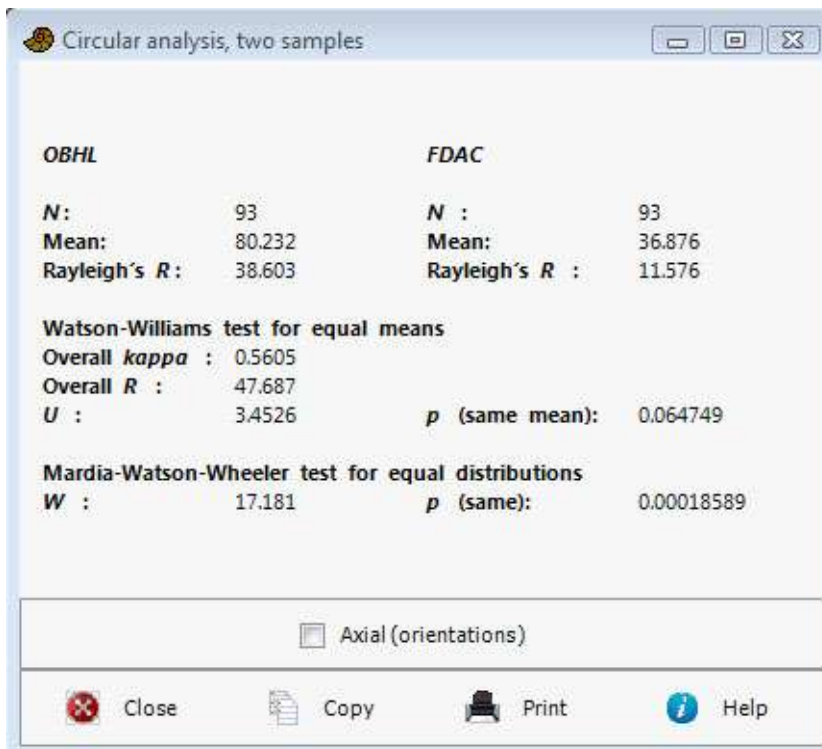 Circular analysis, two samples
OBHL FDAC
N: 93 N : 93
Mean: 80.232 Mean: 36.876
Rayleigh´s R: 38.603 Rayleigh´s R : 11.576
Watson-Williams test for equal means
Overall kappa : 0.5605
Overall R : 47.687
U : 3.4526 p (same mean): 0.064749
Mardia-Watson-Wheeler test for equal distributions
W : 17.181 p (same): 0.00018589
Axial (orientations)
Close Copy Print Help